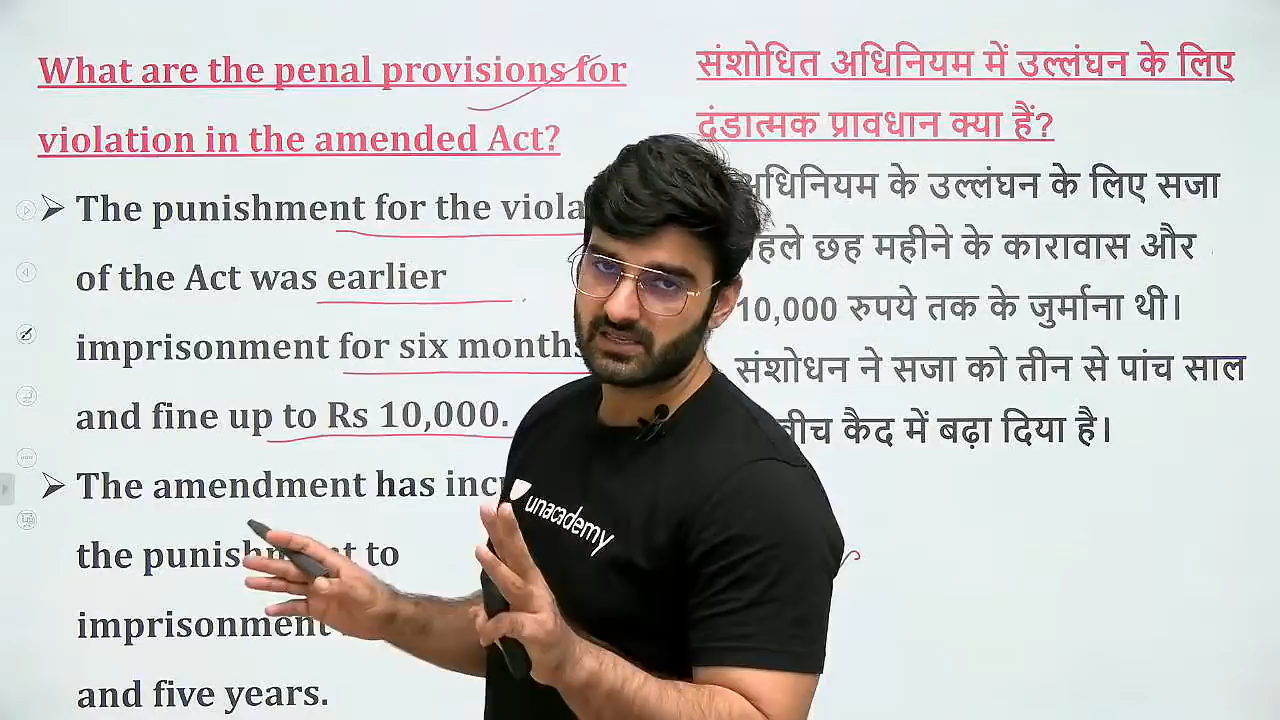 What are the penal provisions for
violation in the amended Act?
The punishment for the viola
of the Act was earlier
imprisonment for six months
and fine up to Rs 10,000.
The amendment has inc
the punishment to
imprisonment
and five years.
संशोधित अधिनियम में उल्लंघन के लिए
दंडात्मक प्रावधान क्या हैं?
अधिनियम के उल्लंघन के लिए सजा
पहले छह महीने के कारावास और
10,000 रुपये तक के जुर्माना थी।
संशोधन ने सजा को तीन से पांच साल
बीच कैद में बढ़ा दिया है।
unacademy